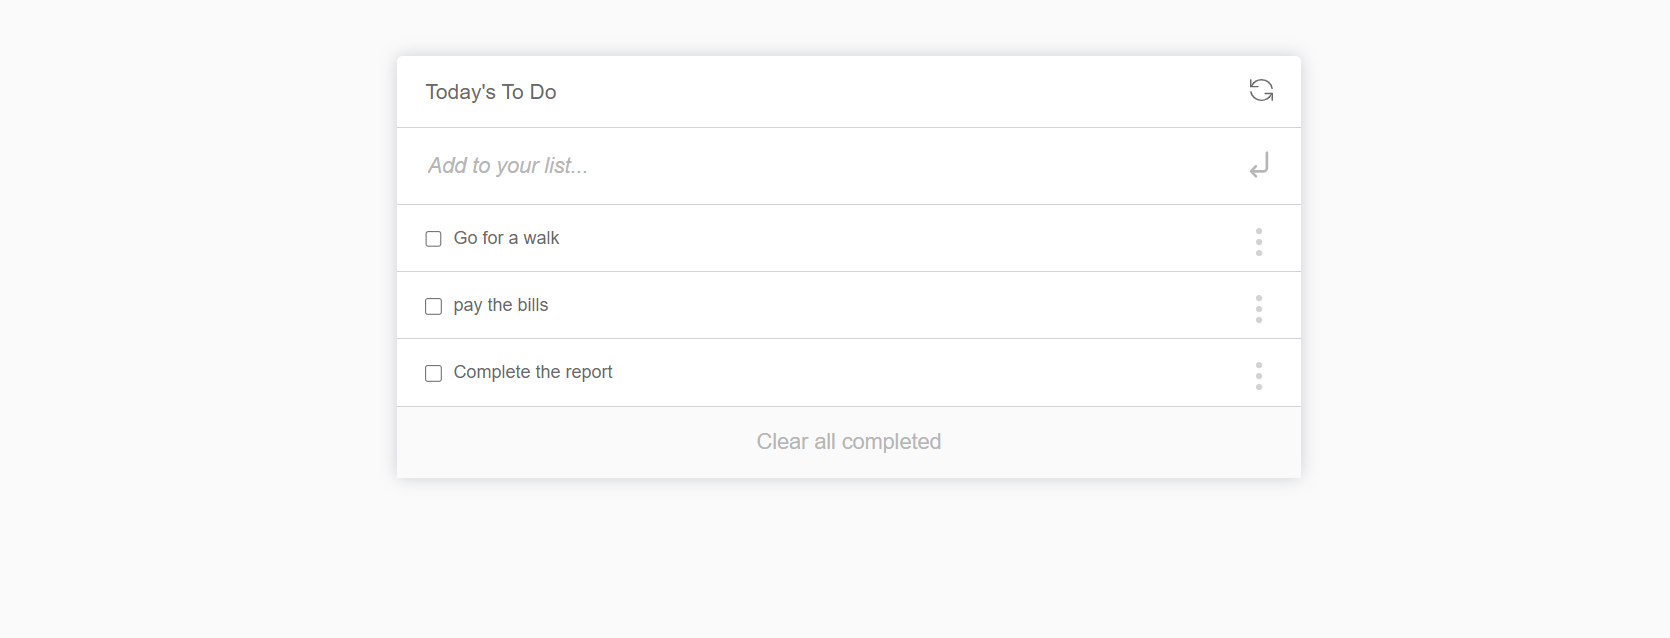 Today's To Do
Add to your list...
Go for a walk
pay the bills
Complete the report
Clear all completed